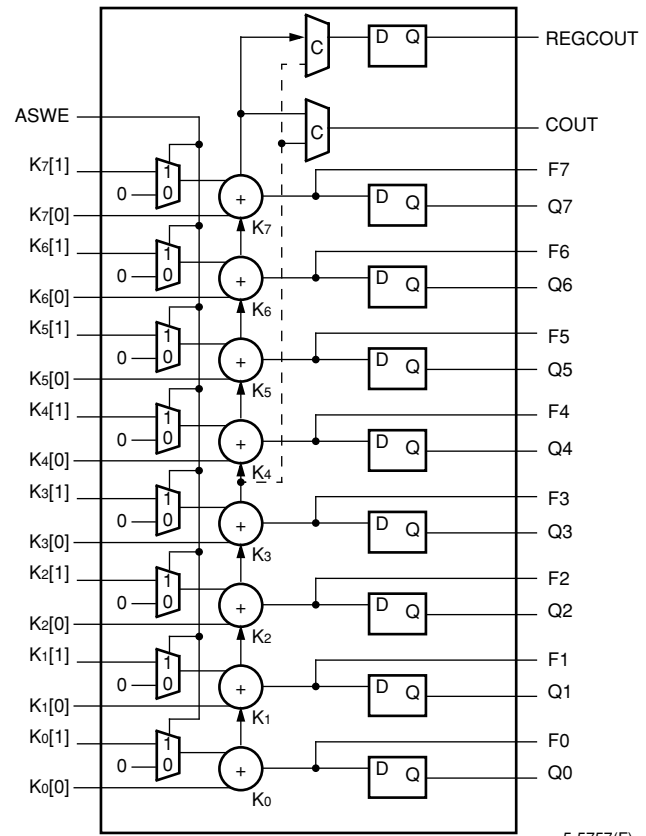 C
D Q
REGCOUT
ASWE
C
COUT
K7[1]
1
0
0
K7[0]
+
K7
F7
D Q
Q7
K6[1]
1
0
0
K6[0]
+
K6
F6
D Q
Q6
K5[1]
1
0
0
K5[0]
+
K5
F5
D Q
Q5
K4[1]
1
0
0
K4[0]
+
K4
F4
D Q
Q4
K3[1]
1
0
0
K3[0]
+
K3
F3
D Q
Q3
K2[1]
1
0
0
K2[0]
+
K2
F2
D Q
Q2
K1[1]
1
0
0
K1[0]
+
K1
F1
D Q
Q1
K0[1]
1
0
0
K0[0]
+
K0
F0
D Q
Q0
5-5757(F)